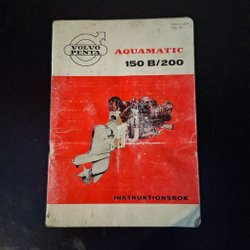 VOLVO
PENTA
AQUAMATIC
150 B/200
INSTRUKTIONSBOK